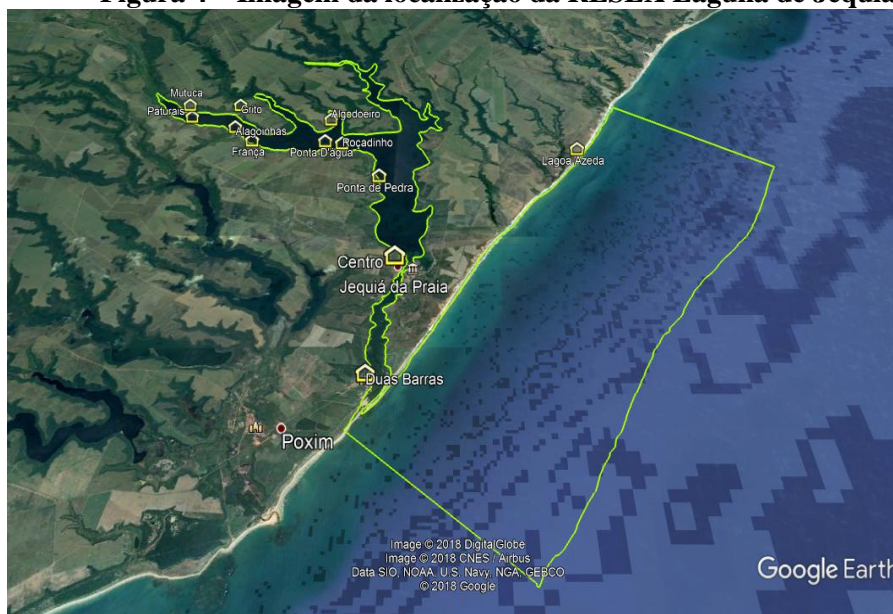 Figura 4 – Imagem da localização da RESEX Laguna de Jequiá
Mutuca
Grito
Paturais
Algodoeiro
Alagoinhas
França
Ponta D'água
Roçadinho
Lagoa Azeda
Ponta de Pedra
Centro
Jequiá da Praia
Duas Barras
Poxim
Image © 2018 DigitalGlobe
Image © 2018 CNES / Airbus
Data SIO, NOAA, U.S. Navy, NGA, GEBCO
© 2018 Google
Google Earth